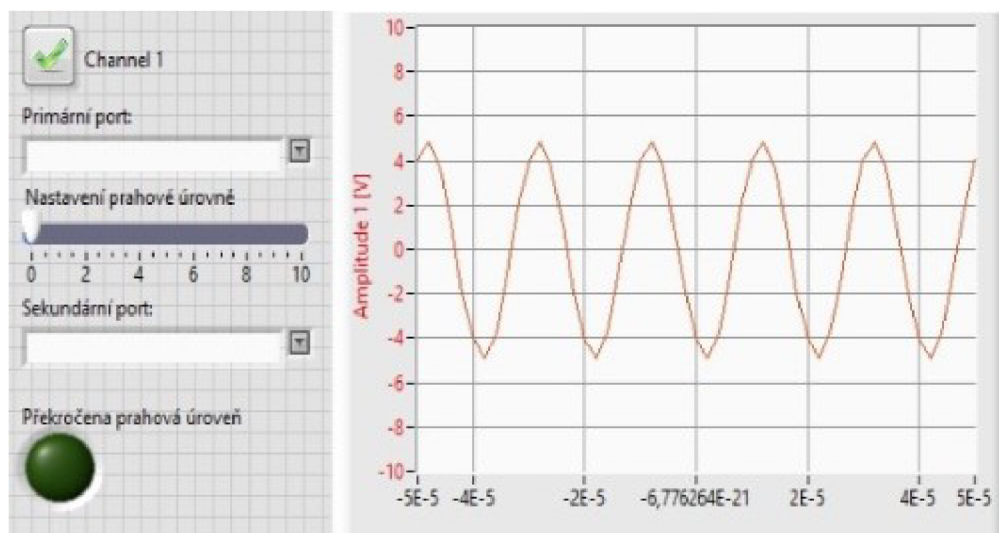 Channel 1
Primární port:
Nastavení prahové úrovně
0 2 4 6 8 10
Sekundární port:
Překročena prahová úroveň
Amplitude 1 [V]
10
8
6
4
2
0
-2
-4
-6
-8
-10
-5E-5 -4E-5 -2E-5 -6,776264E-21 2E-5 4E-5 5E-5